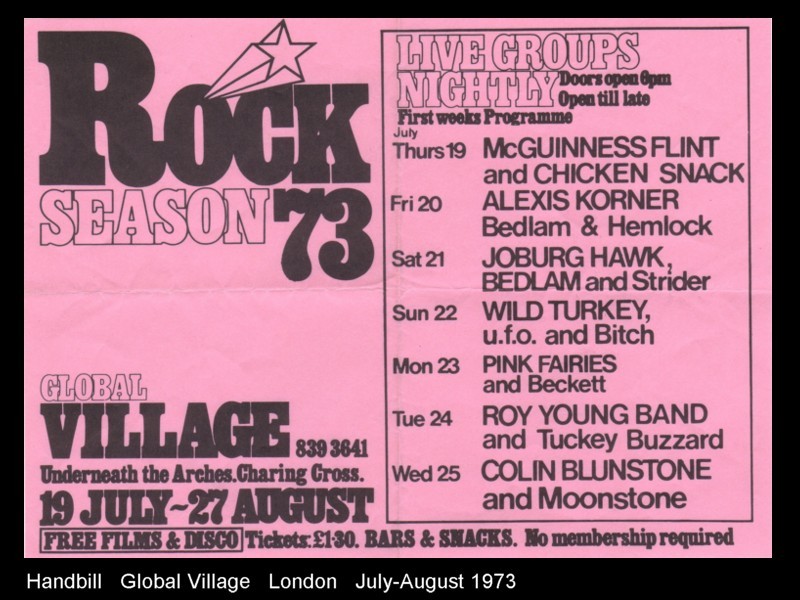 ROCK
SEASON '73
GLOBAL
VILLAGE 839 3641
Underneath the Arches. Charing Cross.
19 JULY~27 AUGUST
LIVE GROUPS
NIGHTLY Doors open 6pm
Open till late
First weeks Programme
July
Thurs 19 McGUINNESS FLINT
and CHICKEN SNACK
Fri 20 ALEXIS KORNER
Bedlam & Hemlock
Sat 21 JOBURG HAWK,
BEDLAM and Strider
Sun 22 WILD TURKEY,
u.f.o. and Bitch
Mon 23 PINK FAIRIES
and Beckett
Tue 24 ROY YOUNG BAND
and Tuckey Buzzard
Wed 25 COLIN BLUNSTONE
and Moonstone
FREE FILMS & DISCO Tickets: £1·30. BARS & SNACKS. No membership required
Handbill Global Village London July-August 1973